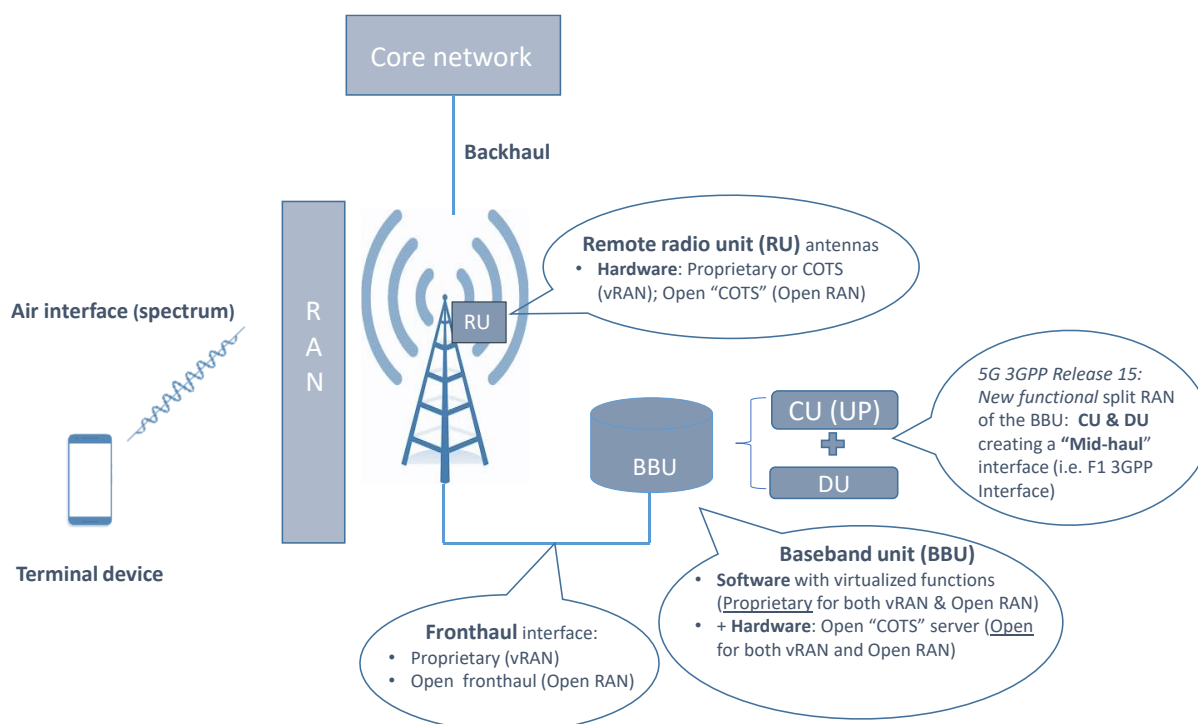 Core network
Backhaul
Remote radio unit (RU) antennas
• Hardware: Proprietary or COTS
(vRAN); Open “COTS” (Open RAN)
Air interface (spectrum)
R
A
N
RU
5G 3GPP Release 15:
New functional split RAN
of the BBU: CU & DU
creating a “Mid-haul”
interface (i.e. F1 3GPP
Interface)
CU (UP)
BBU
DU
Terminal device
Baseband unit (BBU)
• Software with virtualized functions
(Proprietary for both vRAN & Open RAN)
• + Hardware: Open “COTS” server (Open
for both vRAN and Open RAN)
Fronthaul interface:
• Proprietary (vRAN)
• Open fronthaul (Open RAN)